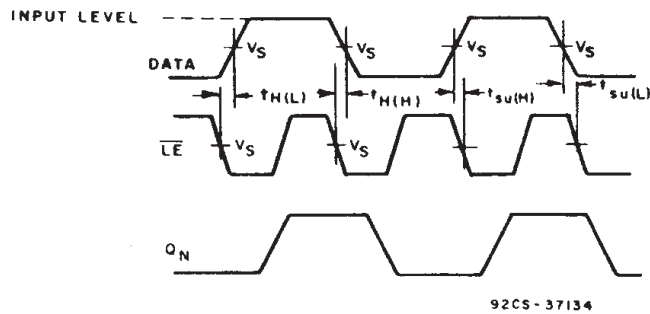 INPUT LEVEL
DATA
VS VS VS VS
tH(L) tH(H) tsu(H) tsu(L)
LE VS VS
QN
92CS-37134